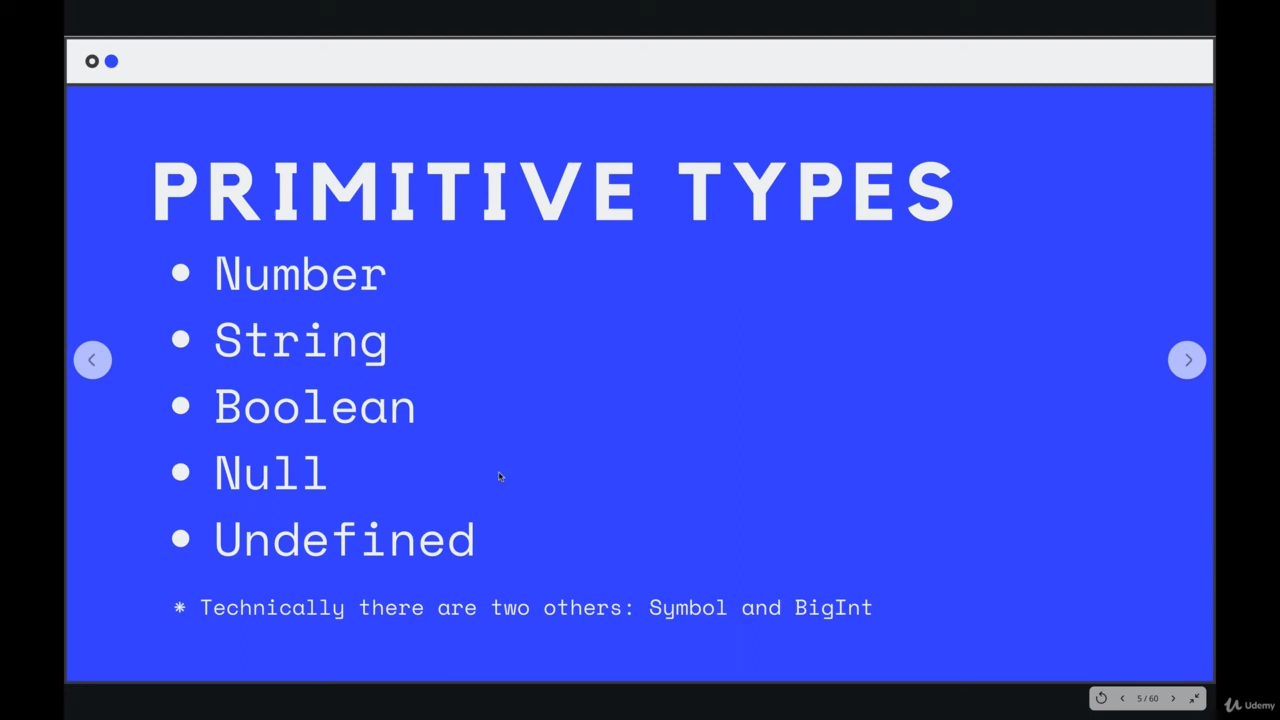 PRIMITIVE TYPES
• Number
• String
• Boolean
• Null
• Undefined
* Technically there are two others: Symbol and BigInt
5 / 60
Udemy